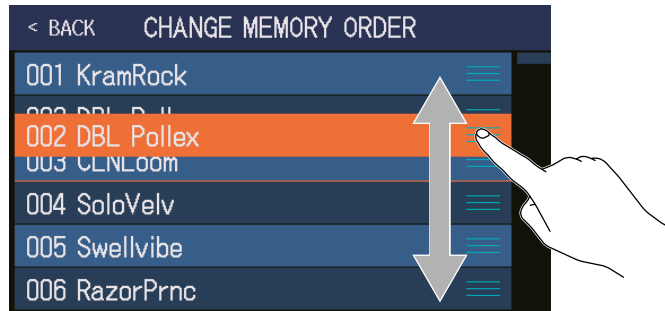 < BACK CHANGE MEMORY ORDER
001 KramRock
002 DBL Pollex
003 CLNLoom
004 SoloVelv
005 Swellvibe
006 RazorPrnc